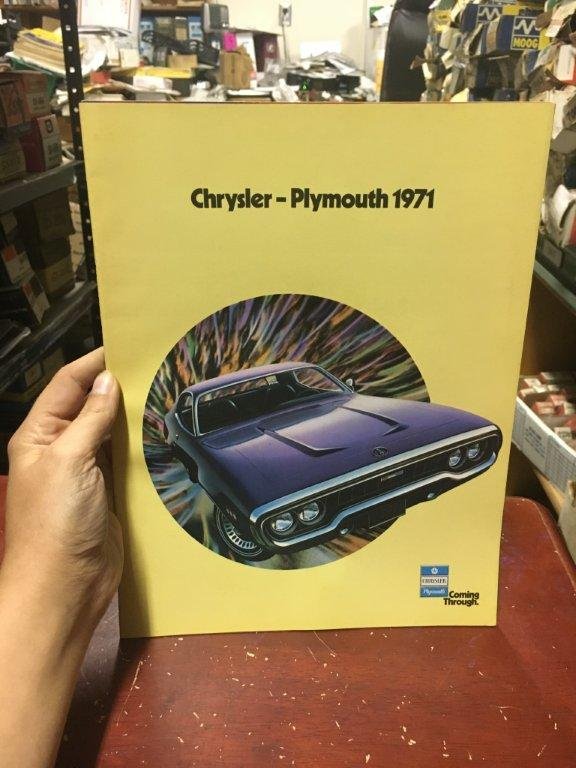 MOOG
Chrysler – Plymouth 1971
CHRYSLER
Plymouth
Coming
Through.